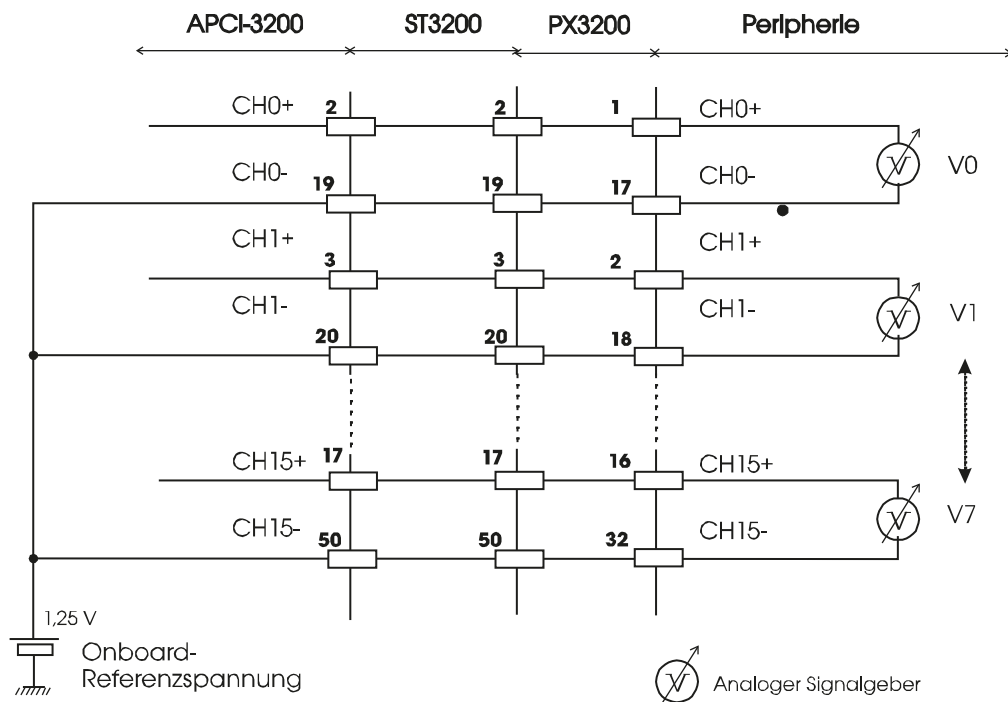 APCI-3200 ST3200 PX3200 Peripherie
CH0+ 2 2 1 CH0+
V V0
CH0- 19 19 17 CH0-
CH1+ 3 3 2 CH1+
V V1
CH1- 20 20 18 CH1-
CH15+ 17 17 16 CH15+
V V7
CH15- 50 50 32 CH15-
1,25 V
Onboard-
Referenzspannung
V Analoger Signalgeber